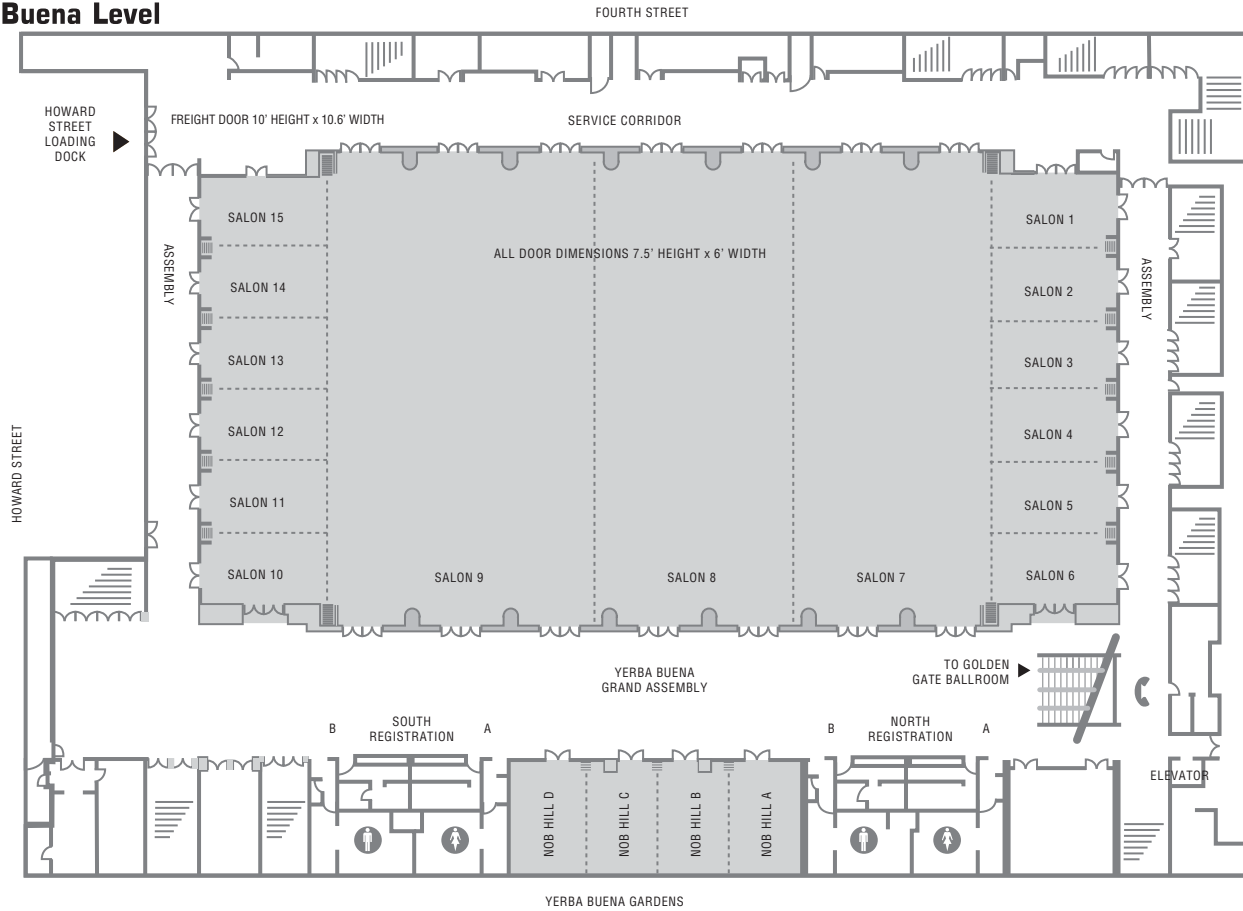 Buena Level
FOURTH STREET
HOWARD
STREET
LOADING
DOCK
FREIGHT DOOR 10' HEIGHT x 10.6' WIDTH
SERVICE CORRIDOR
SALON 15
SALON 1
ALL DOOR DIMENSIONS 7.5' HEIGHT x 6' WIDTH
ASSEMBLY
ASSEMBLY
SALON 14
SALON 2
SALON 13
SALON 3
SALON 12
SALON 4
HOWARD STREET
SALON 11
SALON 5
SALON 10
SALON 9
SALON 8
SALON 7
SALON 6
YERBA BUENA
GRAND ASSEMBLY
TO GOLDEN
GATE BALLROOM
B
SOUTH
REGISTRATION
A
B
NORTH
REGISTRATION
A
ELEVATOR
NOB HILL D
NOB HILL C
NOB HILL B
NOB HILL A
YERBA BUENA GARDENS